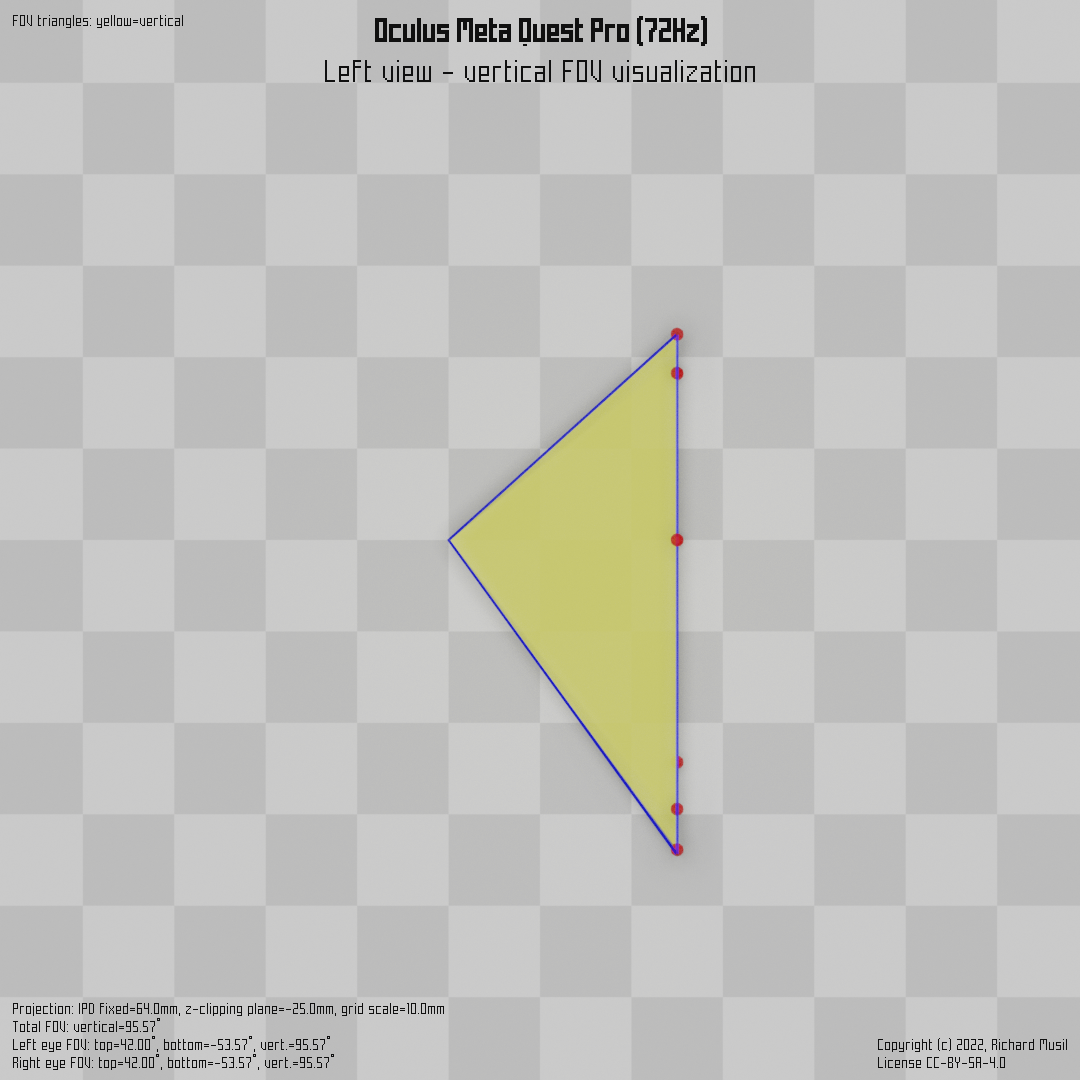 FOV triangles: yellow=vertical
Oculus Meta Quest Pro (72Hz)
Left view - vertical FOV visualization
Projection: IPD fixed=64.0mm, z-clipping plane=-25.0mm, grid scale=10.0mm
Total FOV: vertical=95.57°
Left eye FOV: top=42.00°, bottom=-53.57°, vert.=95.57°
Right eye FOV: top=42.00°, bottom=-53.57°, vert.=95.57°
Copyright (c) 2022, Richard Musil
License CC-BY-SA-4.0